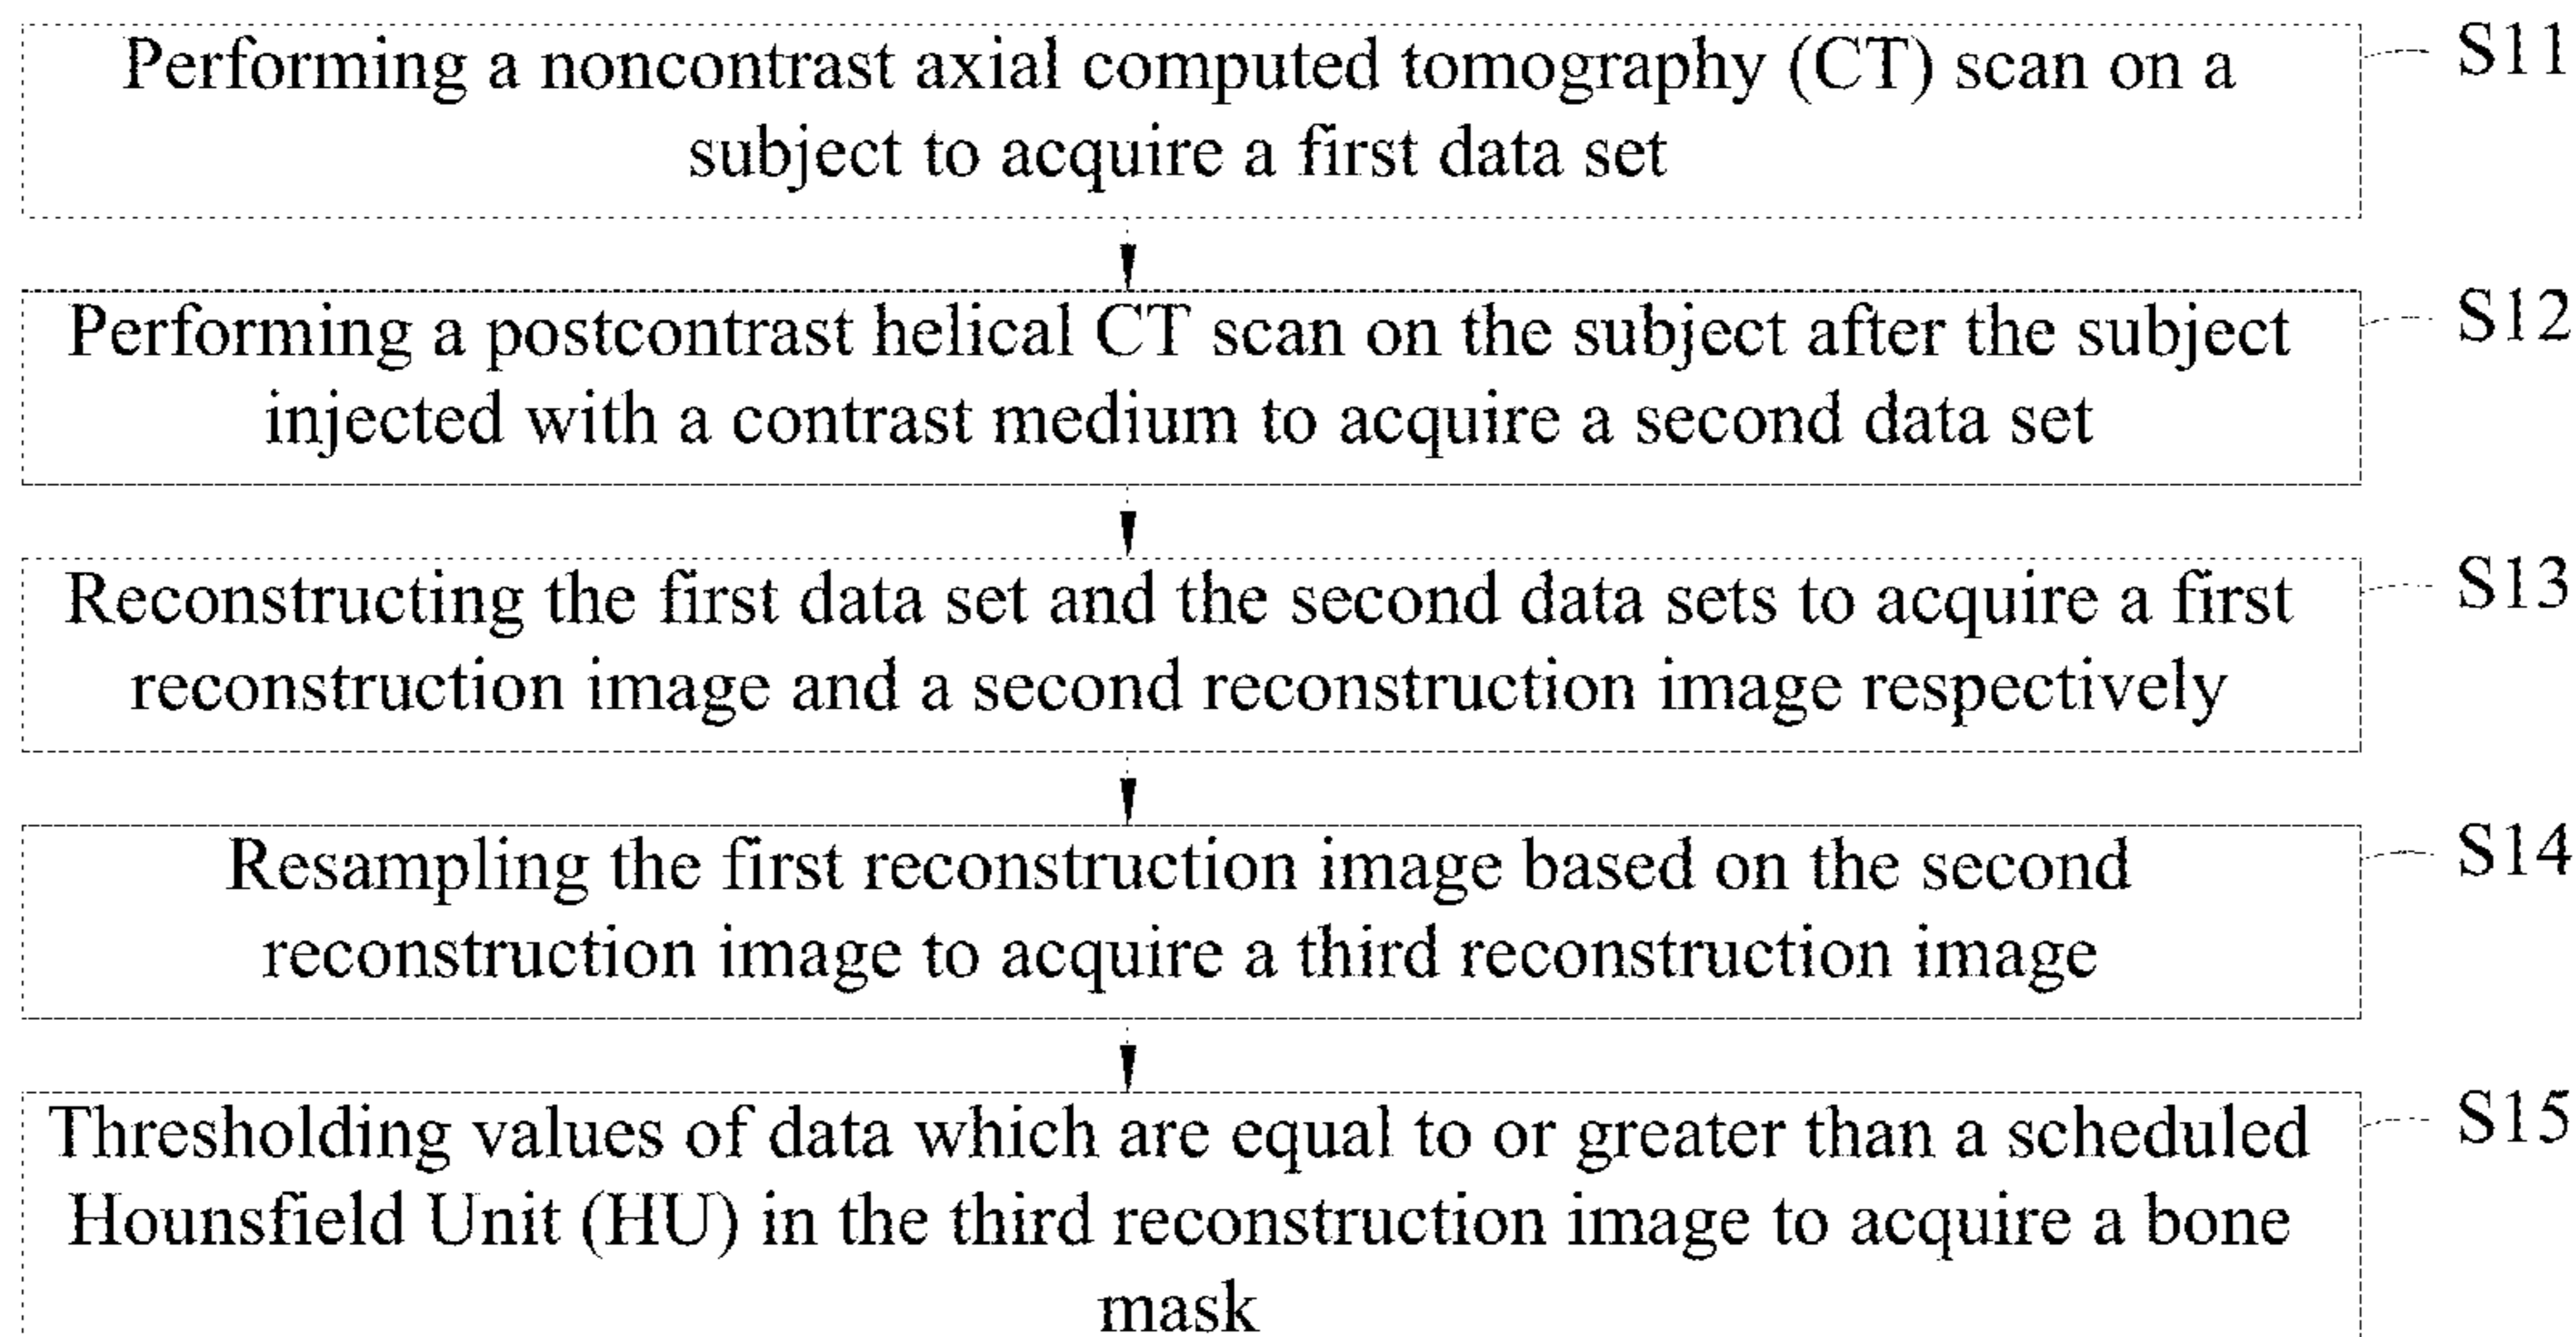 Performing a noncontrast axial computed tomography (CT) scan on a
subject to acquire a first data set
S11
Performing a postcontrast helical CT scan on the subject after the subject
injected with a contrast medium to acquire a second data set
S12
Reconstructing the first data set and the second data sets to acquire a first
reconstruction image and a second reconstruction image respectively
S13
Resampling the first reconstruction image based on the second
reconstruction image to acquire a third reconstruction image
S14
Thresholding values of data which are equal to or greater than a scheduled
Hounsfield Unit (HU) in the third reconstruction image to acquire a bone
mask
S15